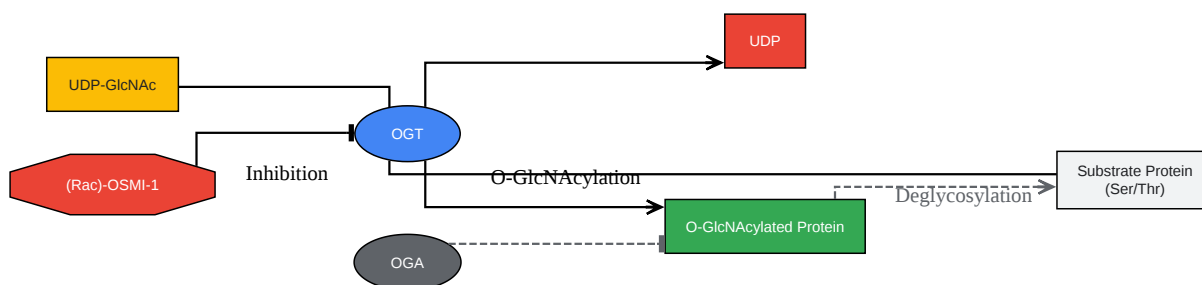 UDP
UDP-GlcNAc
OGT
Inhibition
O-GlcNAcylation
(Rac)-OSMI-1
Substrate Protein
(Ser/Thr)
Deglycosylation
O-GlcNAcylated Protein
OGA